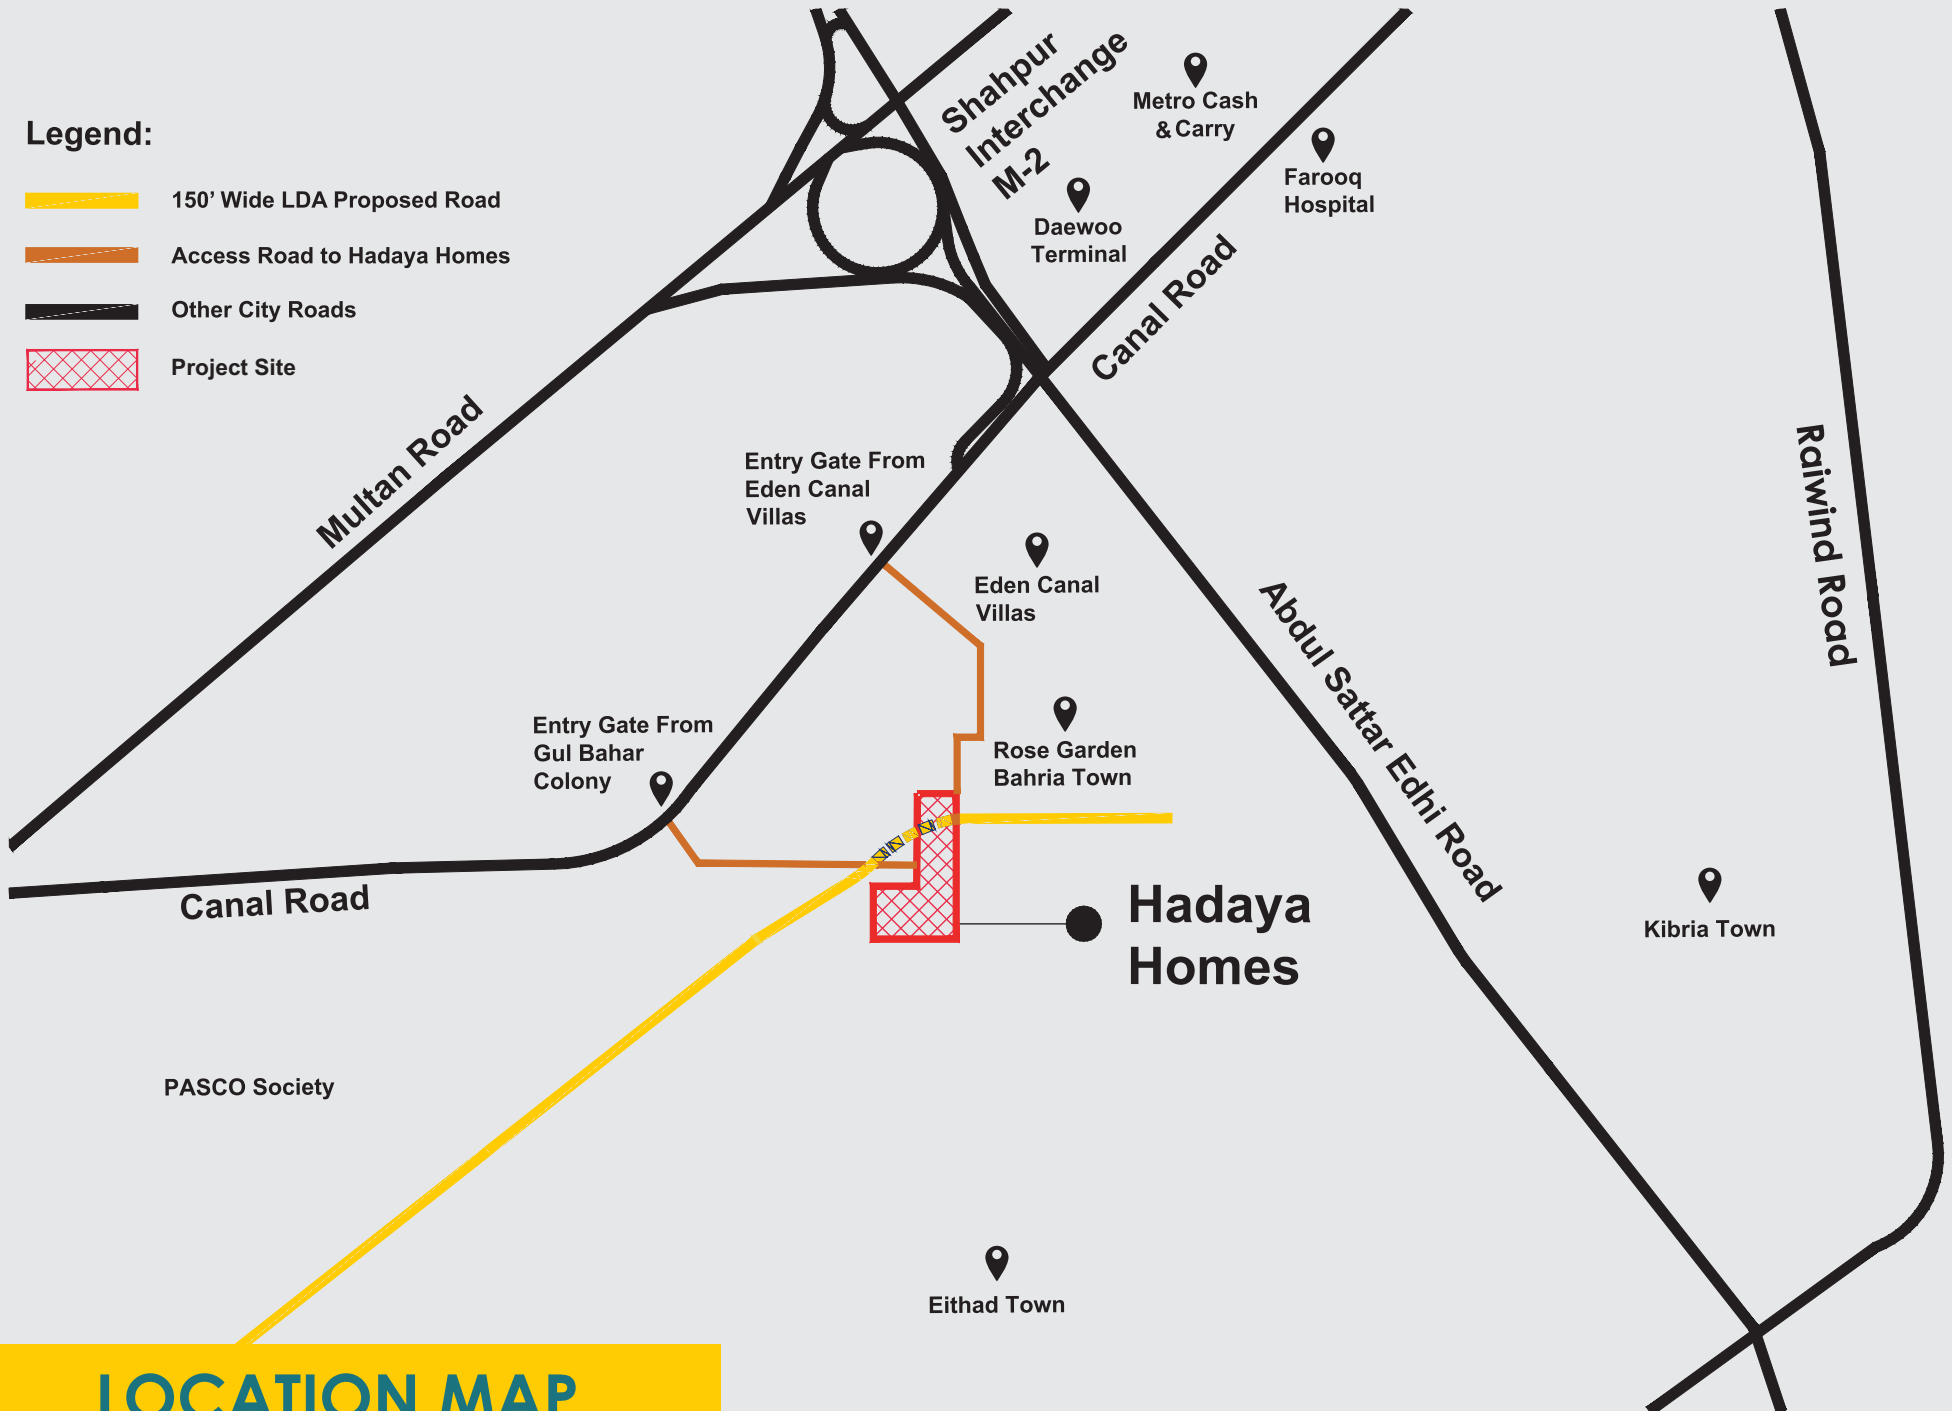 Shahpur
Interchange
M-2
Metro Cash
& Carry
Farooq
Hospital
Daewoo
Terminal
Canal Road
Legend:
150’ Wide LDA Proposed Road
Access Road to Hadaya Homes
Other City Roads
Project Site
Multan Road
Entry Gate From
Eden Canal
Villas
Eden Canal
Villas
Raiwind Road
Abdul Sattar Edhi Road
Entry Gate From
Gul Bahar
Colony
Rose Garden
Bahria Town
Canal Road
Hadaya
Homes
Kibria Town
PASCO Society
Eithad Town
LOCATION MAP